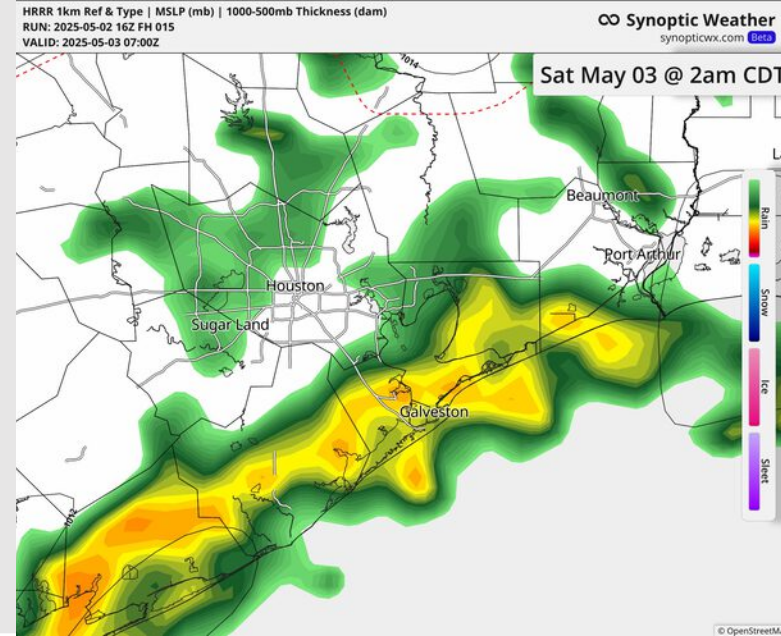 HRRR 1km Ref & Type | MSLP (mb) | 1000-500mb Thickness (dam)
RUN: 2025-05-02 16Z FH 015
VALID: 2025-05-03 07:00Z
Synoptic Weather
synopticwx.com Beta
Sat May 03 @ 2am CDT
1014
L
Beaumont
Rain
Port Arthur
Houston
Snow
Sugar Land
Ice
Galveston
Sleet
1012
© OpenStreetMa